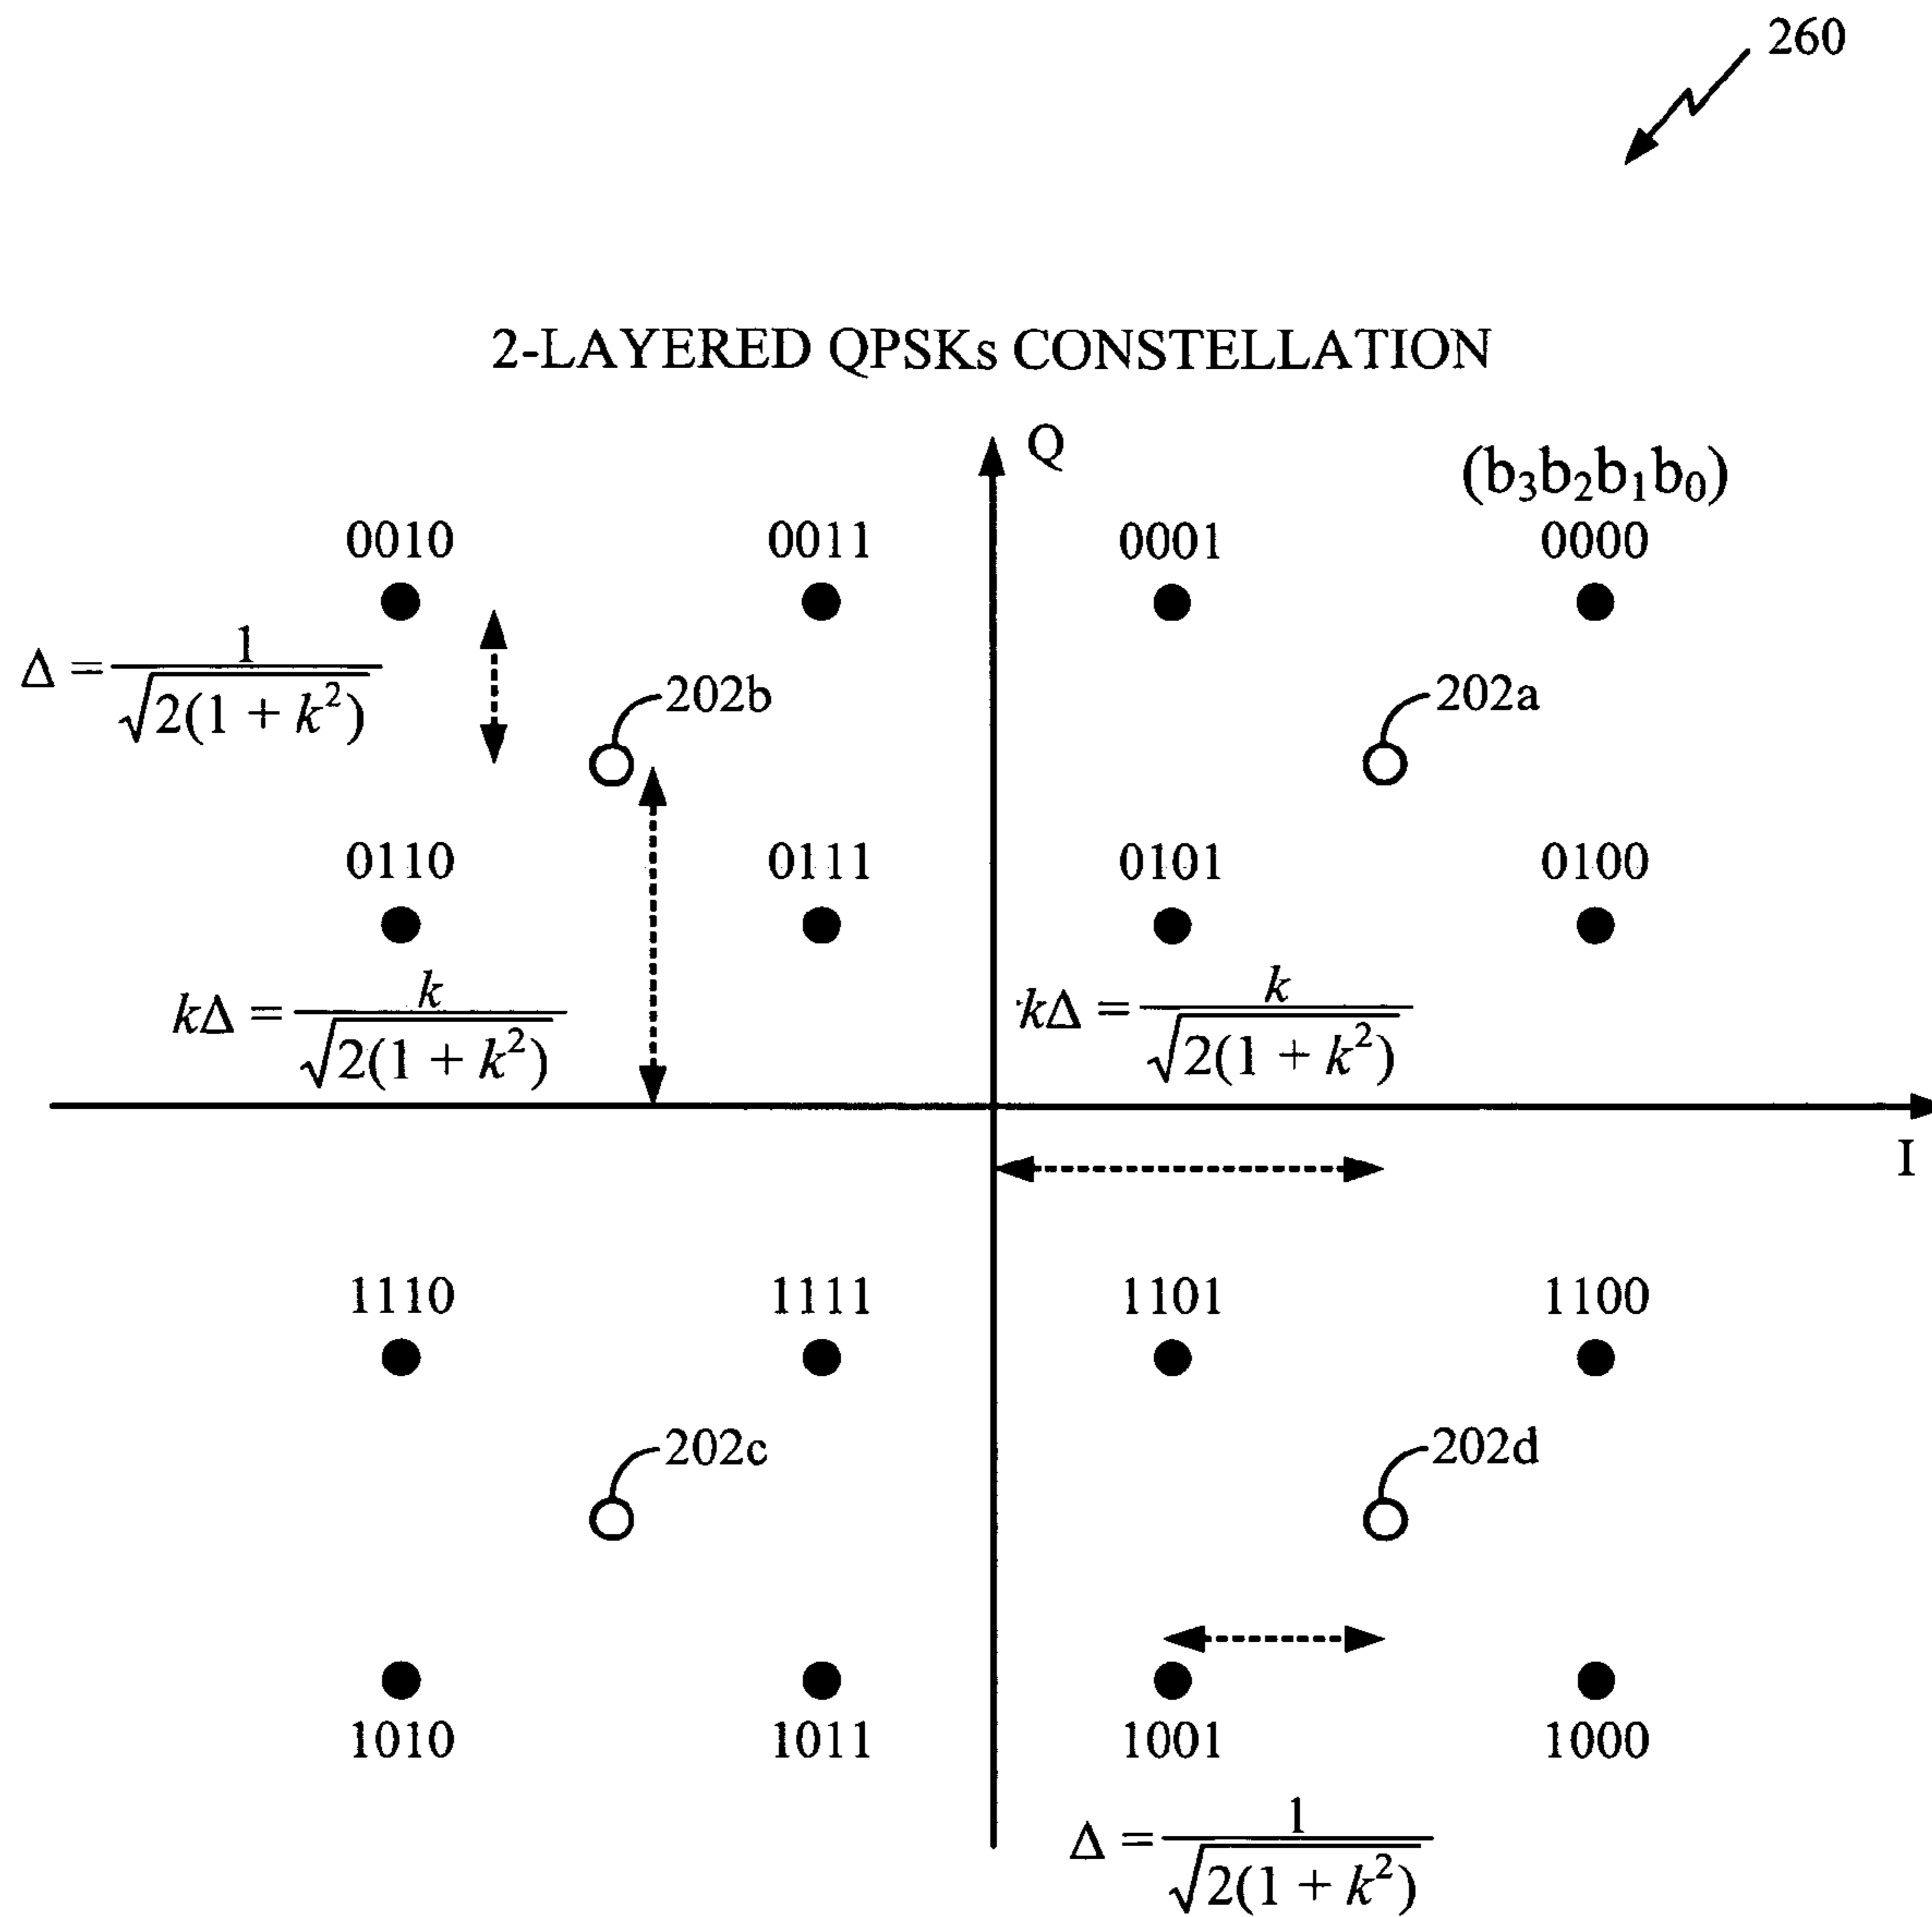 260
2-LAYERED QPSKs CONSTELLATION
Q
(b₃b₂b₁b₀)
0010 0011 0001 0000
Δ = 1/√(2(1 + k²))
202b 202a
0110 0111 0101 0100
kΔ = k/√(2(1 + k²)) kΔ = k/√(2(1 + k²))
I
1110 1111 1101 1100
202c 202d
1010 1011 1001 1000
Δ = 1/√(2(1 + k²))